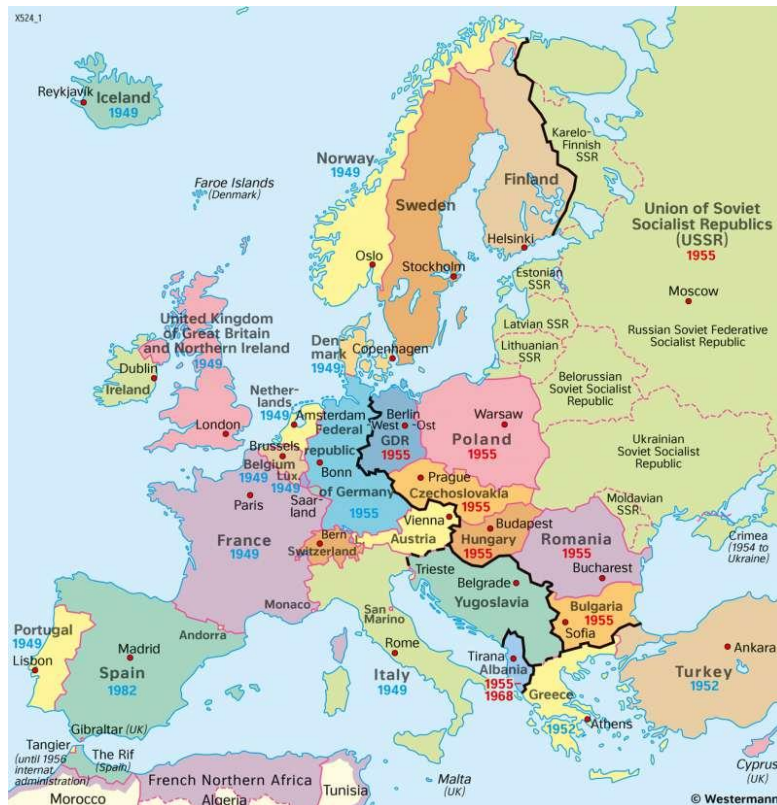 X524_1
Reykjavík
Iceland
1949
Norway
1949
Faroe Islands
(Denmark)
Karelo-
Finnish
SSR
Finland
Sweden
Union of Soviet
Socialist Republics
(USSR)
1955
Oslo
Helsinki
Stockholm
Estonian
SSR
Moscow
United Kingdom
of Great Britain
and Northern Ireland
1949
Den-
mark
1949
Copenhagen
Latvian SSR
Lithuanian
SSR
Russian Soviet Federative
Socialist Republic
Dublin
Ireland
Belorussian
Soviet Socialist
Republic
Nether-
lands
1949
Amsterdam
London
Berlin
West
Ost
GDR
1955
Warsaw
Poland
1955
Federal
republic
of Germany
1955
Brussels
Belgium
1949
Lux.
1949
Bonn
Ukrainian
Soviet Socialist
Republic
Prague
Czechoslovakia
1955
Paris
Saar-
land
Moldavian
SSR
France
1949
Bern
Switzerland
Vienna
Austria
Budapest
Hungary
1955
Romania
1955
Bucharest
Crimea
(1954 to
Ukraine)
Trieste
Belgrade
Yugoslavia
Monaco
San
Marino
Andorra
Bulgaria
1955
Sofia
Portugal
1949
Lisbon
Madrid
Spain
1982
Rome
Italy
1949
Tirana
Albania
1955–
1968
Greece
1952
Athens
Ankara
Turkey
1952
Gibraltar (UK)
Tangier
(until 1956
internat.
administration)
The Rif
(Spain)
Malta
(UK)
Cyprus
(UK)
French Northern Africa
Morocco
Algeria
Tunisia
© Westermann